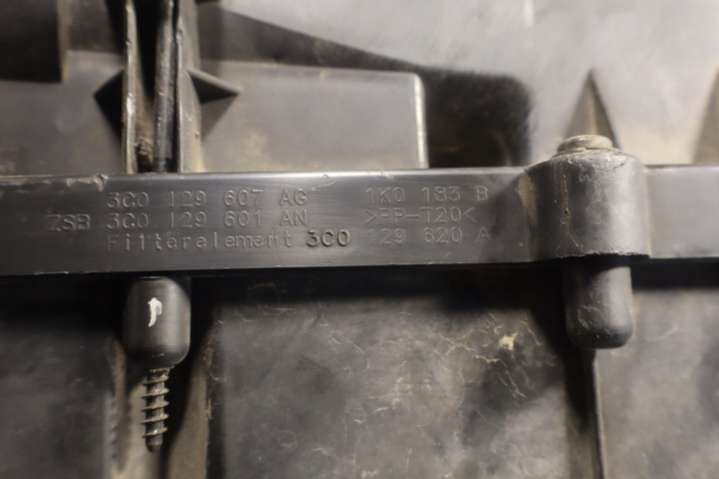 3C0 129 607 AG 1K0 183 B
ZSB 3C0 129 601 AN >PP-T20<
Filterelement 3C0 129 620 A